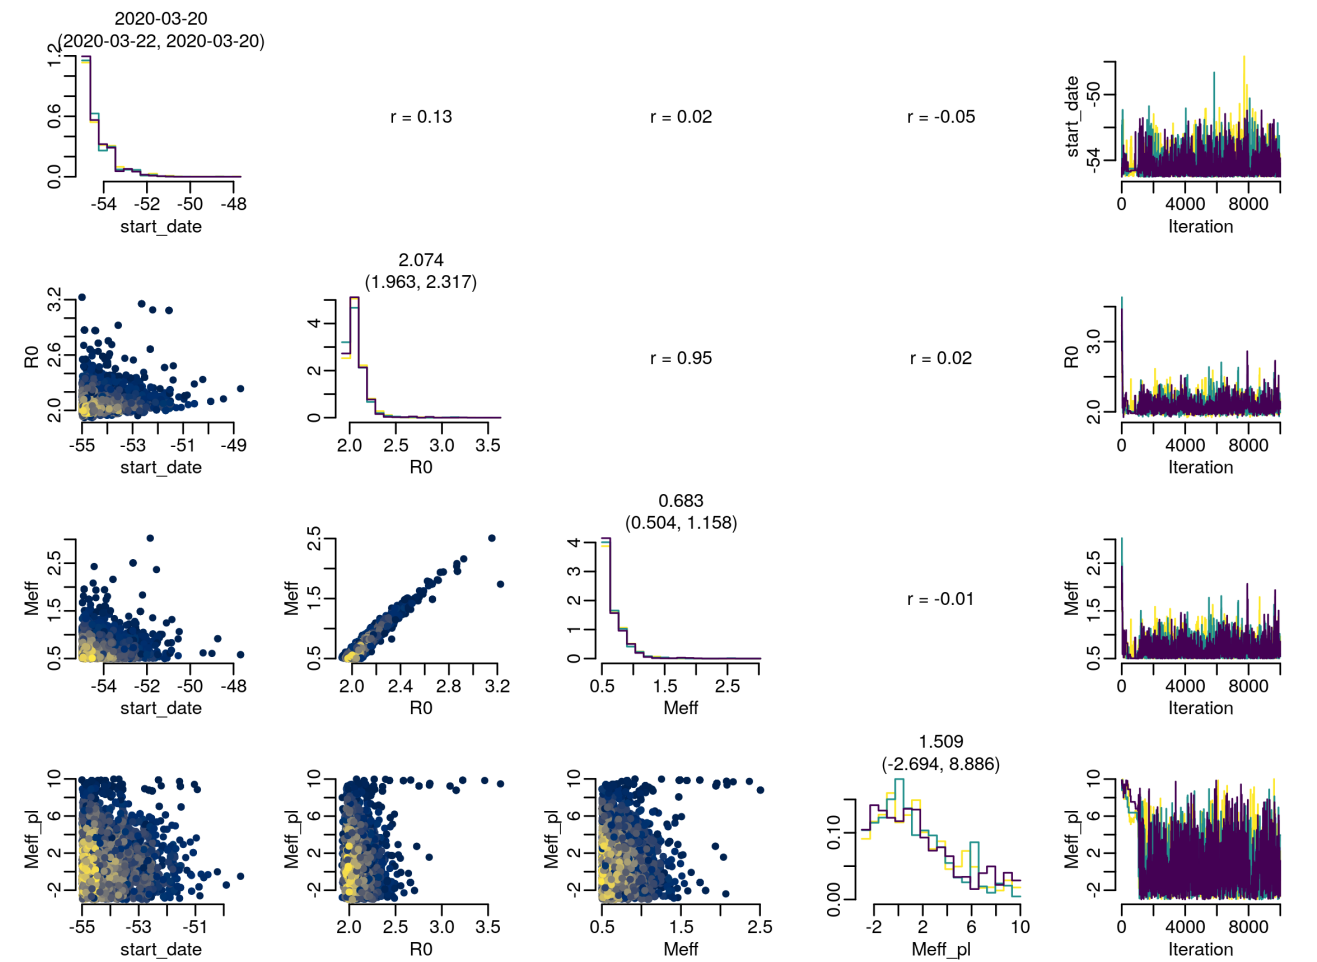 2020-03-20
(2020-03-22, 2020-03-20)
0.0 0.6 1.2
-54 -52 -50 -48
start_date
r = 0.13
r = 0.02
r = -0.05
start_date
-54 -50
0 4000 8000
Iteration
R0
2.0 2.6 3.2
-55 -53 -51 -49
start_date
2.074
(1.963, 2.317)
0 2 4
2.0 2.5 3.0 3.5
R0
r = 0.95
r = 0.02
R0
2.0 3.0
0 4000 8000
Iteration
Meff
0.5 1.5 2.5
-54 -52 -50 -48
start_date
Meff
0.5 1.5 2.5
2.0 2.4 2.8 3.2
R0
0.683
(0.504, 1.158)
0 1 2 3 4
0.5 1.5 2.5
Meff
r = -0.01
Meff
0.5 1.5 2.5
0 4000 8000
Iteration
Meff_pl
-2 2 6 10
-55 -53 -51
start_date
Meff_pl
-2 2 6 10
2.0 2.5 3.0 3.5
R0
Meff_pl
-2 2 6 10
0.5 1.0 1.5 2.0 2.5
Meff
1.509
(-2.694, 8.886)
0.00 0.10
-2 2 6 10
Meff_pl
Meff_pl
-2 2 6 10
0 4000 8000
Iteration